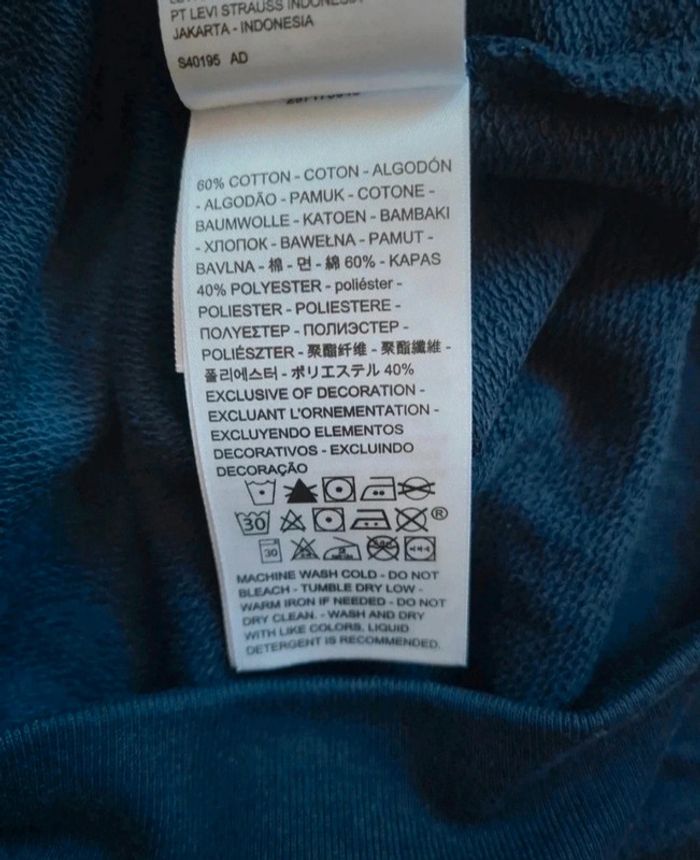 PT LEVI STRAUSS INDONESIA
JAKARTA - INDONESIA
S40195 AD
60% COTTON - COTON - ALGODÓN
- ALGODÃO - PAMUK - COTONE -
BAUMWOLLE - KATOEN - BAMBAKI
- ХЛОПОК - BAWEŁNA - PAMUT -
BAVLNA - 棉 - 면 - 綿 60% - KAPAS
40% POLYESTER - poliéster -
POLIESTER - POLIESTERE -
ΠΟΛΥΕΣΤΕΡ - ПОЛИЭСТЕР -
POLIÉSZTER - 聚酯纤维 - 聚酯纖維 -
폴리에스터 - ポリエステル 40%
EXCLUSIVE OF DECORATION -
EXCLUANT L'ORNEMENTATION -
EXCLUYENDO ELEMENTOS
DECORATIVOS - EXCLUINDO
DECORAÇÃO
30 ®
30
MACHINE WASH COLD - DO NOT
BLEACH - TUMBLE DRY LOW -
WARM IRON IF NEEDED - DO NOT
DRY CLEAN. - WASH AND DRY
WITH LIKE COLORS. LIQUID
DETERGENT IS RECOMMENDED.